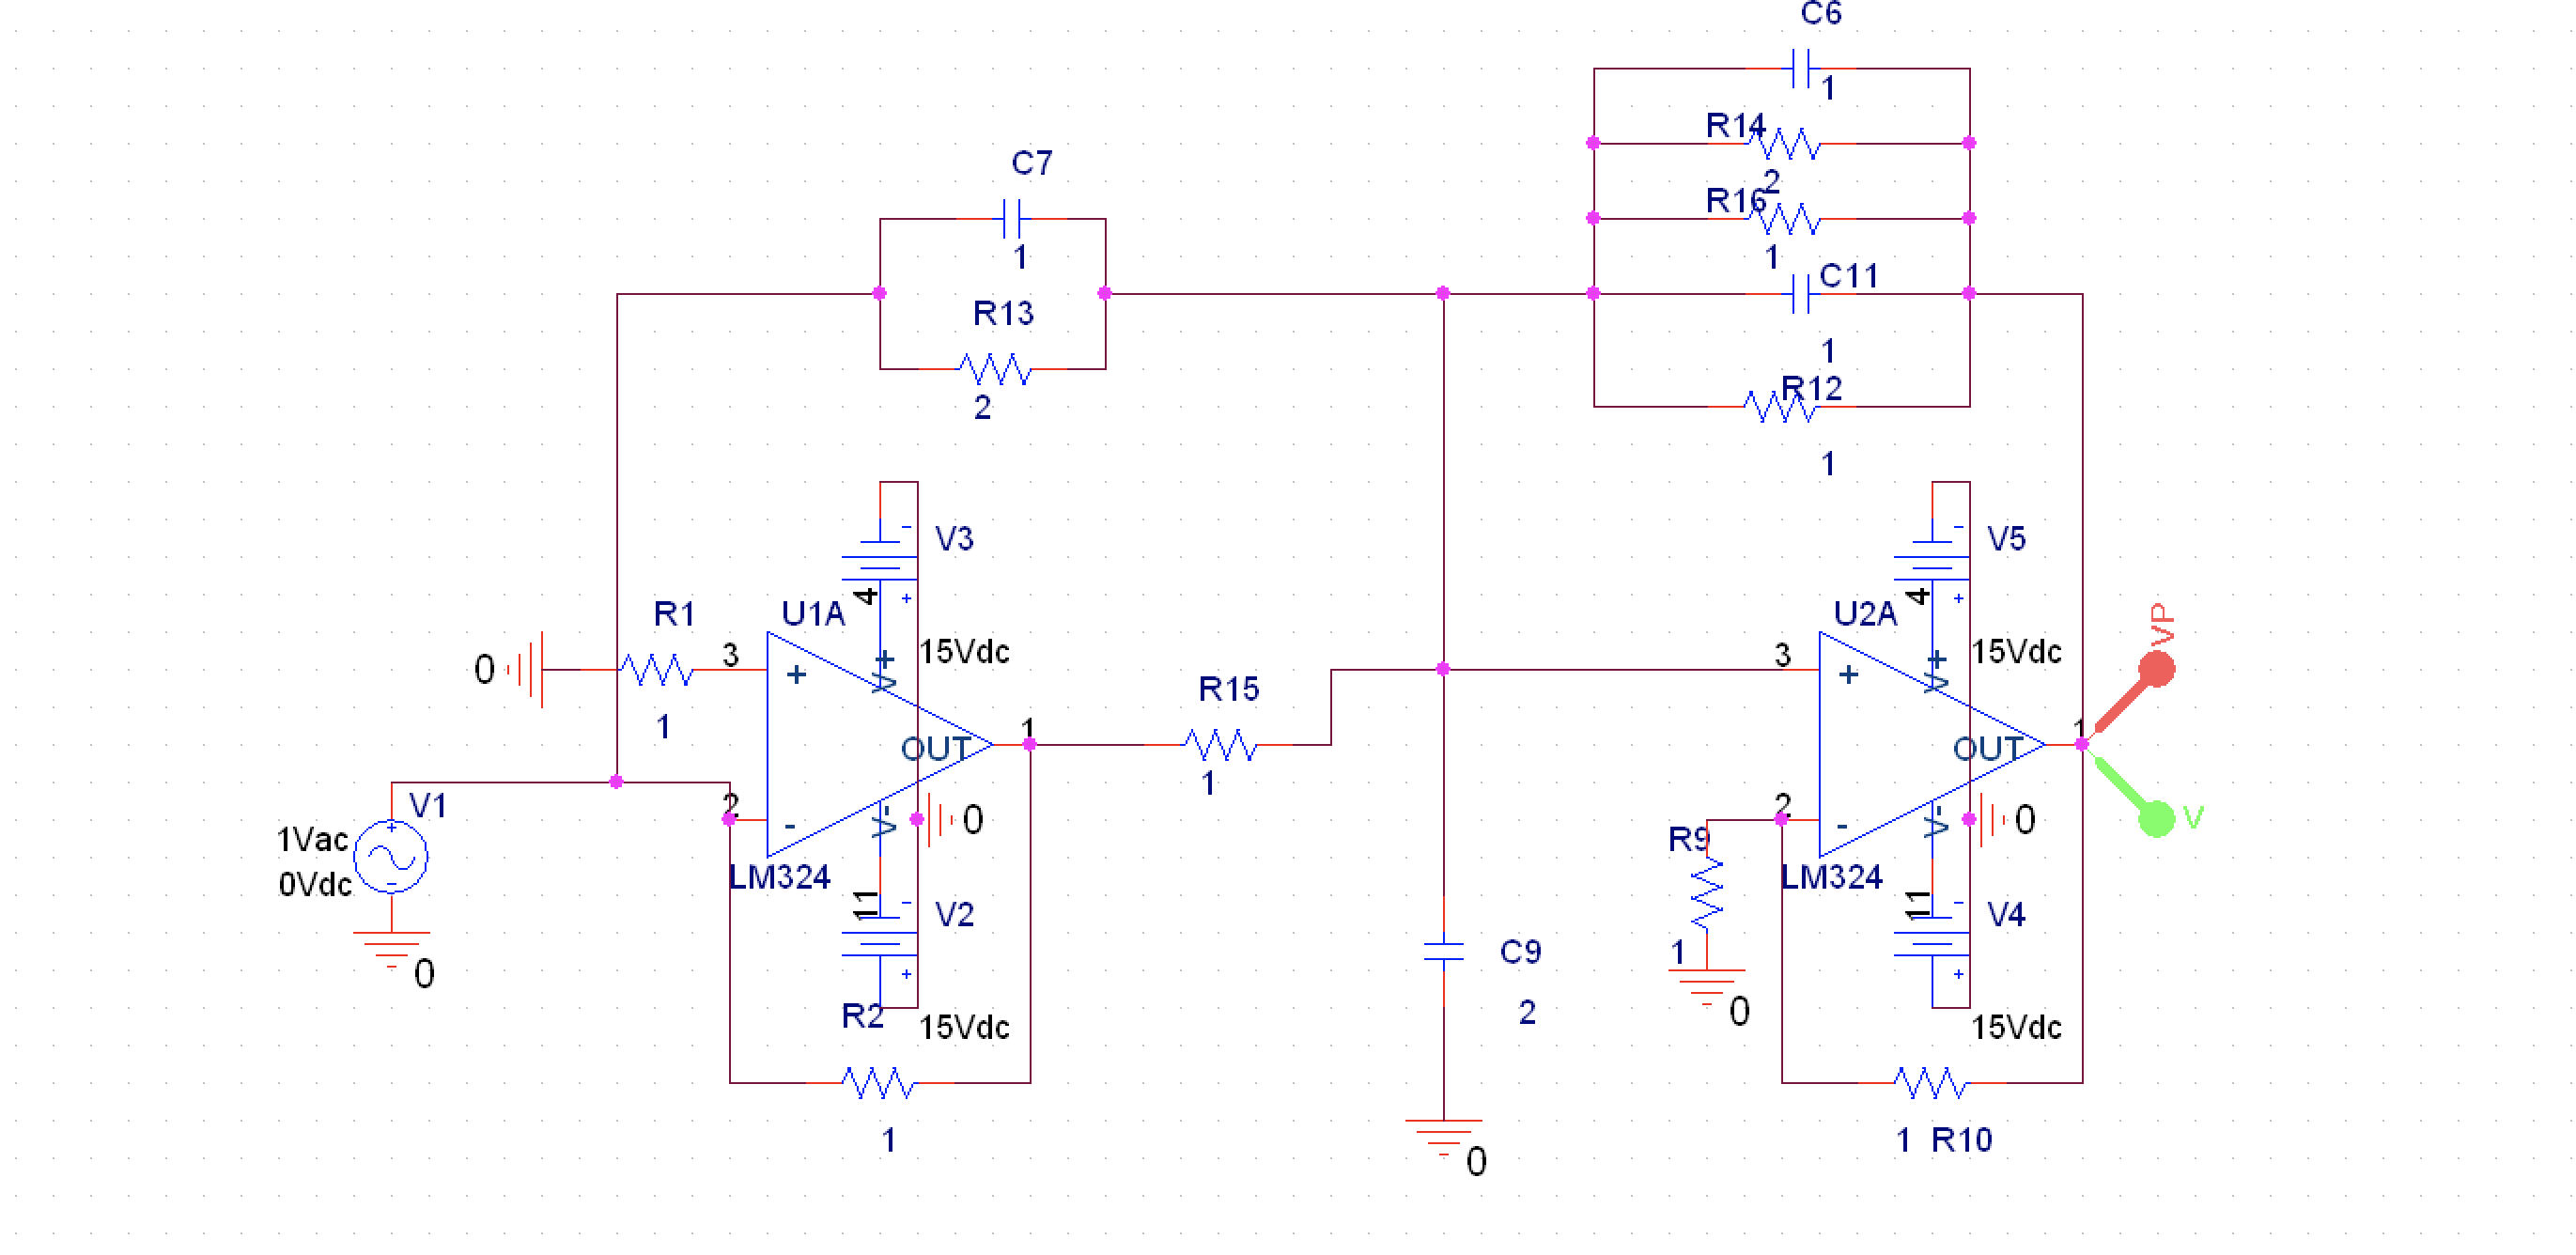 C6
1
R14
2
R16
1
C11
1
R12
1
C7
1
R13
2
V3
-
+
4
15Vdc
R1
1
0
3
U1A
+
V+
OUT
1
2
-
V-
0
LM324
11
-
V2
+
15Vdc
R2
1
V1
1Vac
0Vdc
+
-
0
R15
1
C9
2
0
V5
-
+
4
15Vdc
U2A
3
+
V+
OUT
1
2
-
V-
0
LM324
R9
1
0
11
-
V4
+
15Vdc
1 R10
VP
V